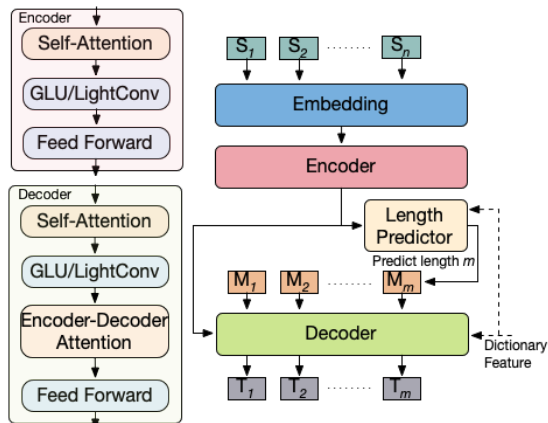 Encoder
Self-Attention
GLU/LightConv
Feed Forward
Decoder
Self-Attention
GLU/LightConv
Encoder-Decoder
Attention
Feed Forward
S1 S2 ........ Sn
Embedding
Encoder
Length
Predictor
Predict length m
M1 M2 ........ Mm
Decoder
Dictionary
Feature
T1 T2 ........ Tm